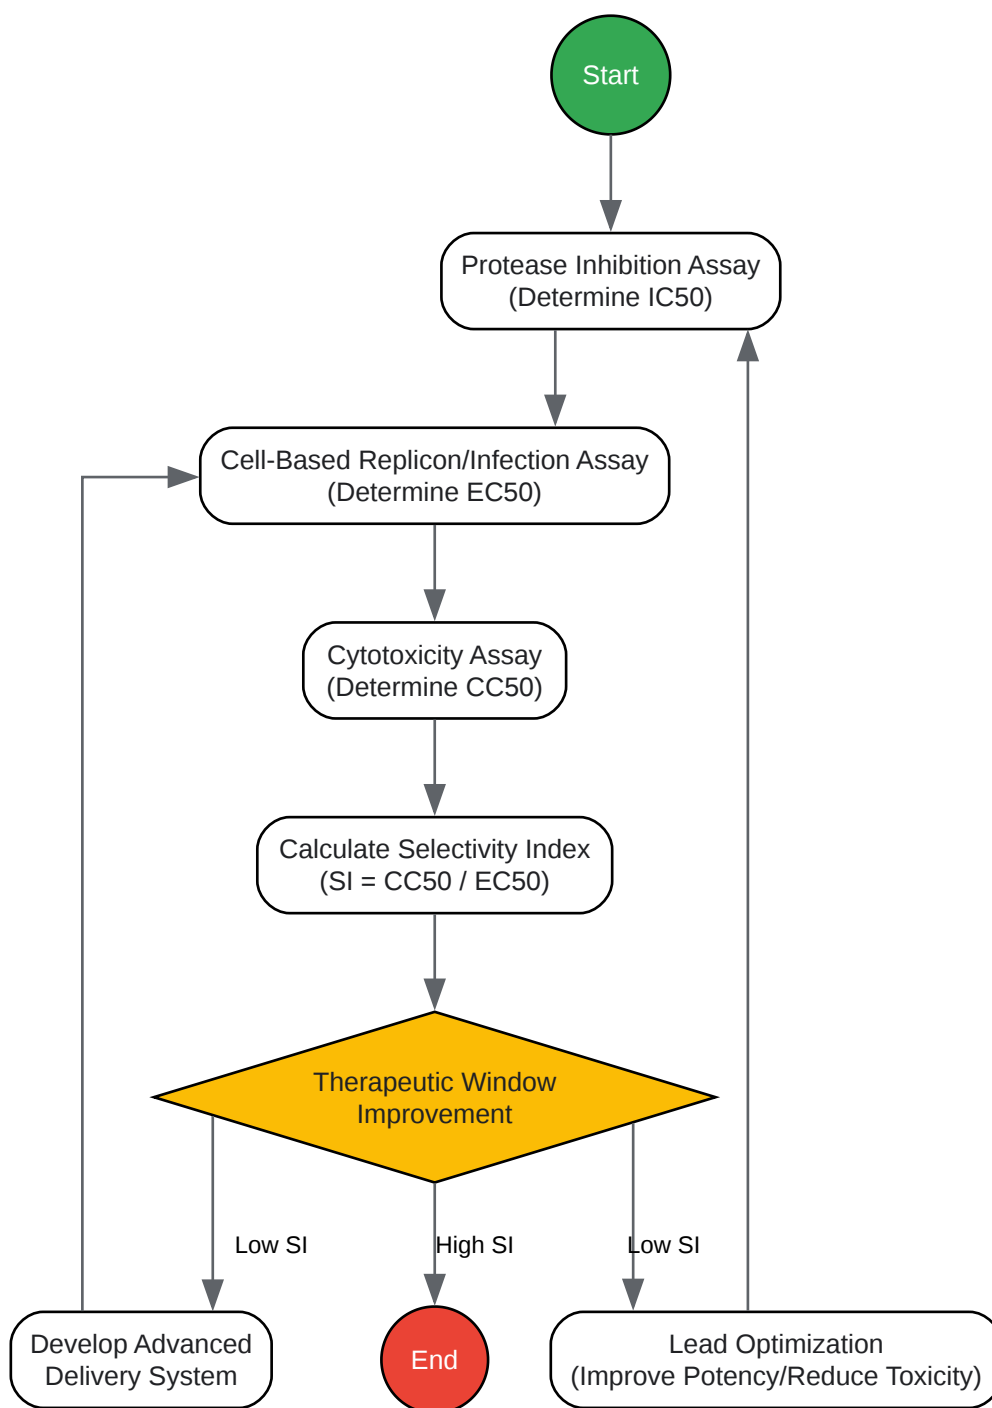 Start
Protease Inhibition Assay
(Determine IC50)
Cell-Based Replicon/Infection Assay
(Determine EC50)
Cytotoxicity Assay
(Determine CC50)
Calculate Selectivity Index
(SI = CC50 / EC50)
Therapeutic Window
Improvement
Low SI
High SI
Low SI
Develop Advanced
Delivery System
End
Lead Optimization
(Improve Potency/Reduce Toxicity)